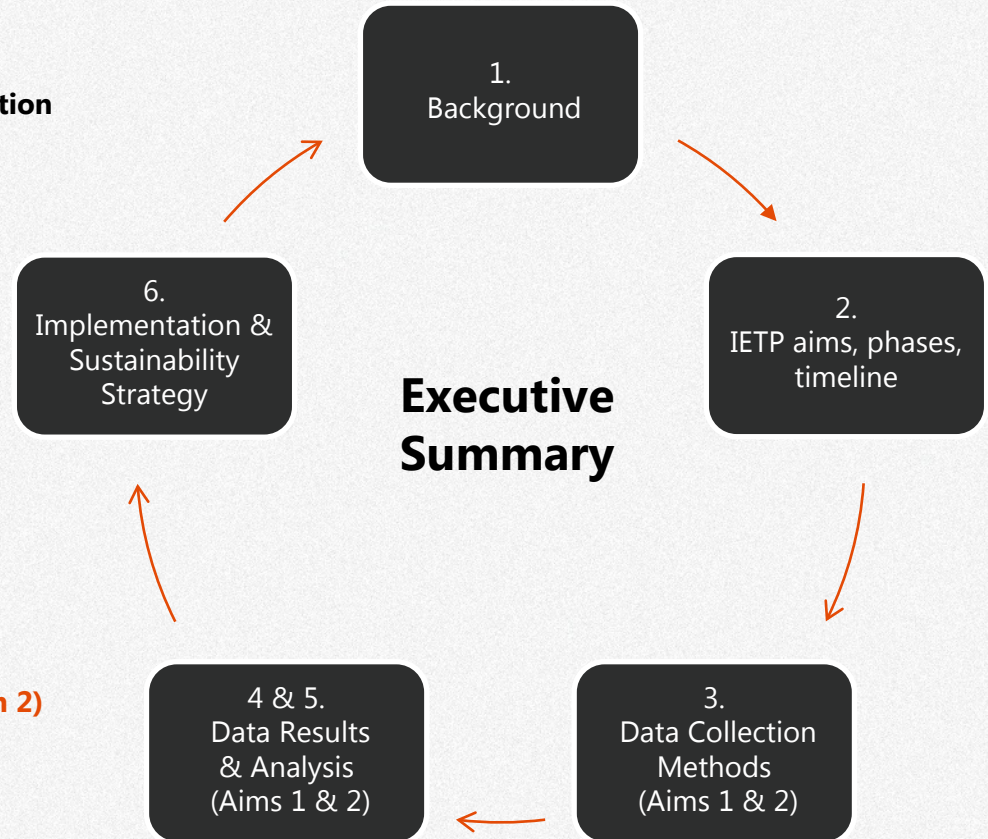 1.
Background
2.
IETP aims, phases,
timeline
3.
Data Collection
Methods
(Aims 1 & 2)
4 & 5.
Data Results
& Analysis
(Aims 1 & 2)
6.
Implementation &
Sustainability
Strategy
Executive
Summary
2)